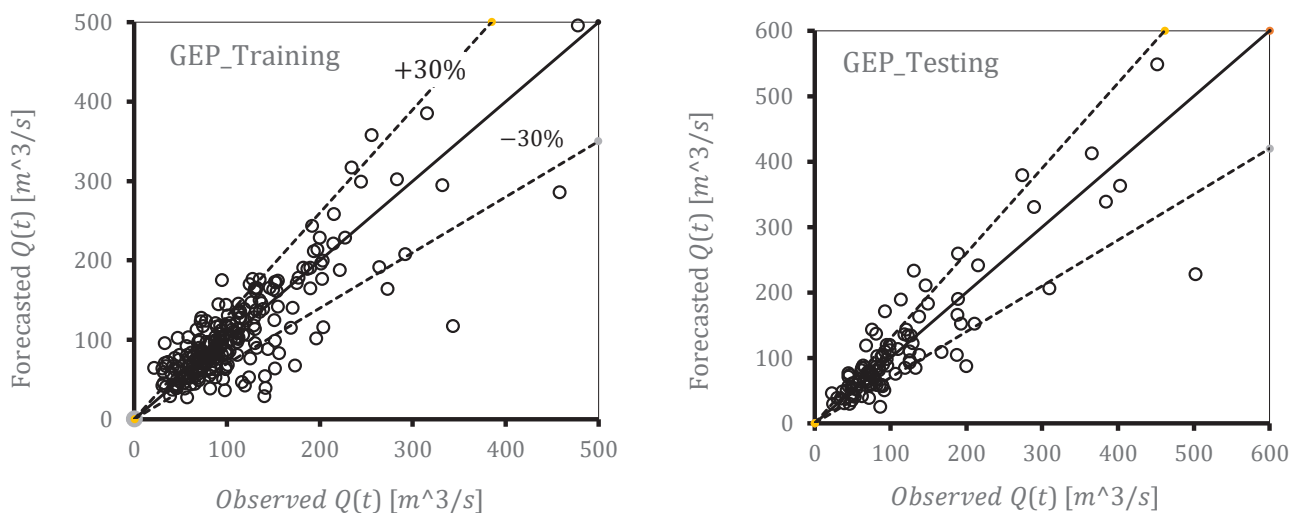 GEP_Training
+30%
−30%
500
400
300
200
100
0
0 100 200 300 400 500
Forecasted Q(t) [m^3/s]
Observed Q(t) [m^3/s]
GEP_Testing
600
500
400
300
200
100
0
0 100 200 300 400 500 600
Forecasted Q(t) [m^3/s]
Observed Q(t) [m^3/s]